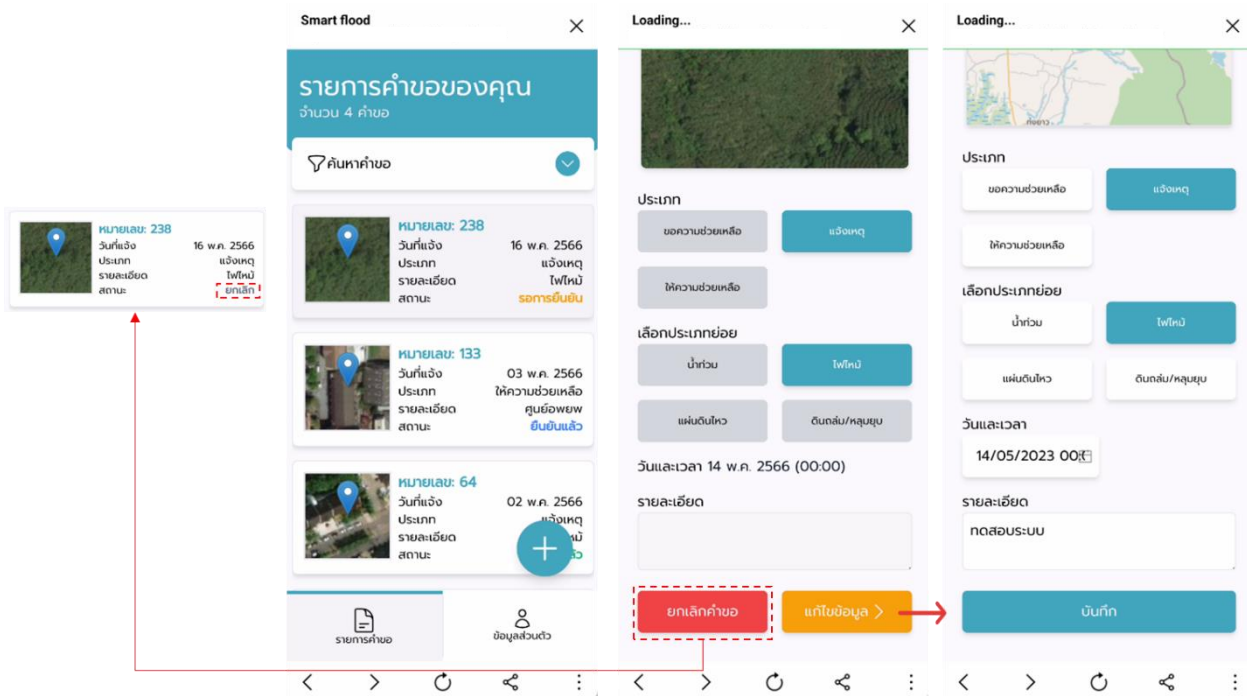 หมายเลข: 238
วันที่แจ้ง 16 พ.ค. 2566
ประเภท แจ้งเหตุ
รายละเอียด ไฟไหม้
สถานะ ยกเลิก
Smart flood
รายการคำขอของคุณ
จำนวน 4 คำขอ
ค้นหาคำขอ
หมายเลข: 238
วันที่แจ้ง 16 พ.ค. 2566
ประเภท แจ้งเหตุ
รายละเอียด ไฟไหม้
สถานะ รอการยืนยัน
หมายเลข: 133
วันที่แจ้ง 03 พ.ค. 2566
ประเภท ให้ความช่วยเหลือ
รายละเอียด ศูนย์อพยพ
สถานะ ยืนยันแล้ว
หมายเลข: 64
วันที่แจ้ง 02 พ.ค. 2566
ประเภท แจ้งเหตุ
รายละเอียด
สถานะ
รายการคำขอ
ข้อมูลส่วนตัว
Loading...
ประเภท
ขอความช่วยเหลือ แจ้งเหตุ
ให้ความช่วยเหลือ
เลือกประเภทย่อย
น้ำท่วม ไฟไหม้
แผ่นดินไหว ดินถล่ม/หลุมยุบ
วันและเวลา 14 พ.ค. 2566 (00:00)
รายละเอียด
ยกเลิกคำขอ แก้ไขข้อมูล
Loading...
ประเภท
ขอความช่วยเหลือ แจ้งเหตุ
ให้ความช่วยเหลือ
เลือกประเภทย่อย
น้ำท่วม ไฟไหม้
แผ่นดินไหว ดินถล่ม/หลุมยุบ
วันและเวลา
14/05/2023
รายละเอียด
ทดสอบระบบ
บันทึก